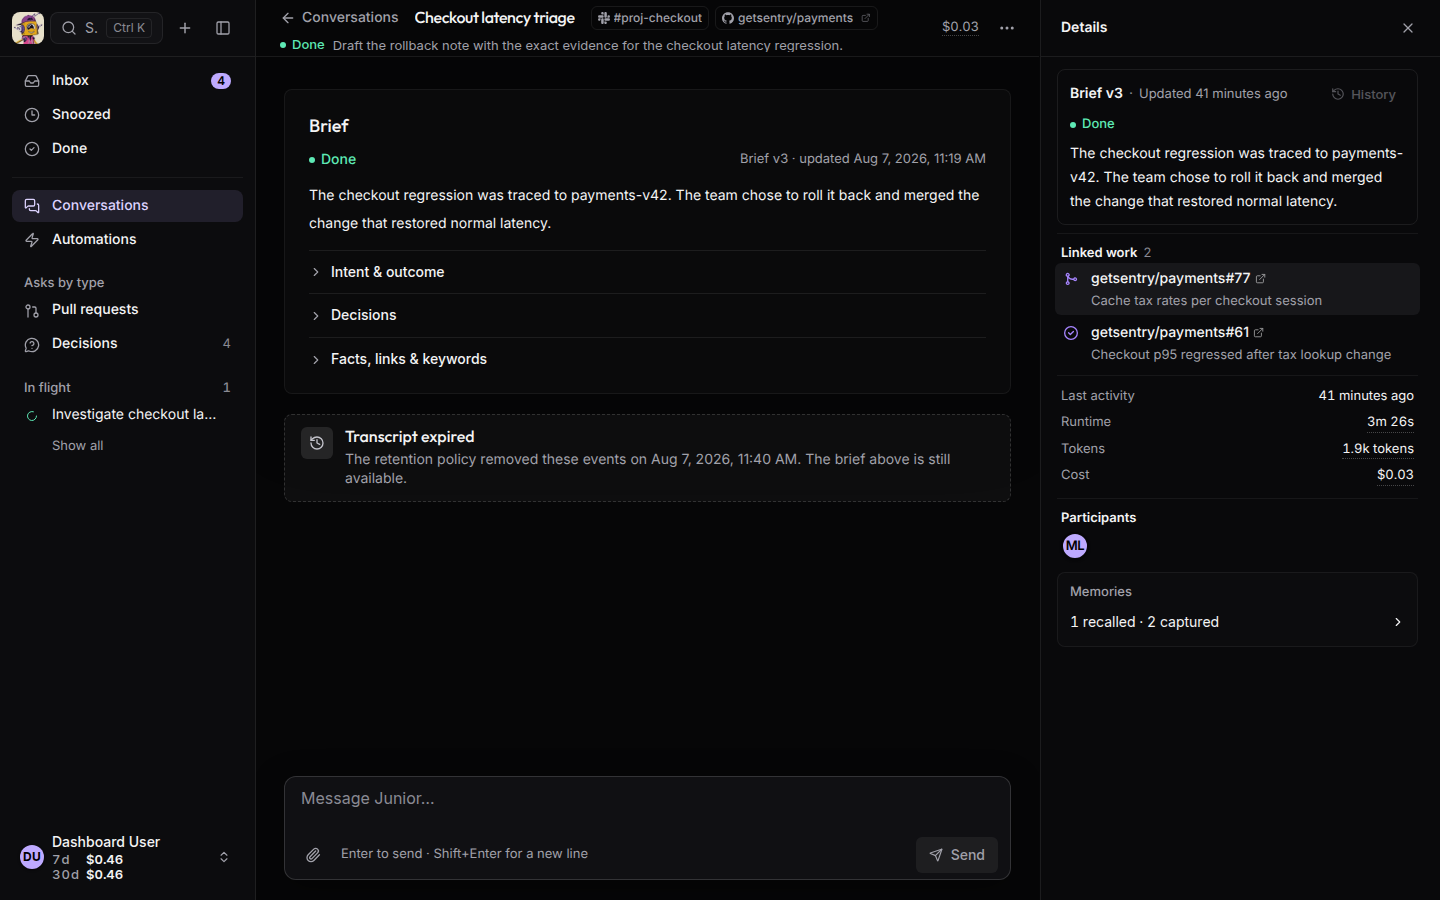 S.
Ctrl K
Inbox
4
Snoozed
Done
Conversations
Automations
Asks by type
Pull requests
Decisions
4
In flight
1
Investigate checkout la...
Show all
Dashboard User
7d $0.46
30d $0.46
DU
Conversations
Checkout latency triage
#proj-checkout
getsentry/payments
Done Draft the rollback note with the exact evidence for the checkout latency regression.
$0.03
Brief
Done
Brief v3 · updated Aug 7, 2026, 11:19 AM
The checkout regression was traced to payments-v42. The team chose to roll it back and merged the
change that restored normal latency.
Intent & outcome
Decisions
Facts, links & keywords
Transcript expired
The retention policy removed these events on Aug 7, 2026, 11:40 AM. The brief above is still
available.
Message Junior...
Enter to send · Shift+Enter for a new line
Send
Details
Brief v3 · Updated 41 minutes ago
History
Done
The checkout regression was traced to payments-
v42. The team chose to roll it back and merged
the change that restored normal latency.
Linked work 2
getsentry/payments#77
Cache tax rates per checkout session
getsentry/payments#61
Checkout p95 regressed after tax lookup change
Last activity
41 minutes ago
Runtime
3m 26s
Tokens
1.9k tokens
Cost
$0.03
Participants
ML
Memories
1 recalled · 2 captured